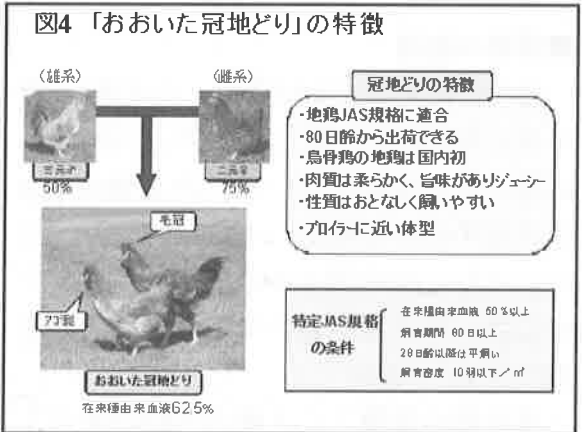 図4 「おおいた冠地どり」の特徴
(雄系)
(雌系)
三元♂
二元♀
50%
75%
毛冠
アゴ髭
おおいた冠地どり
在来種由来血液62.5%
冠地どりの特徴
・地鶏JAS規格に適合
・80日齢から出荷できる
・烏骨鶏の地鶏は国内初
・肉質は柔らかく、旨味がありジューシー
・性質はおとなしく飼いやすい
・ブロイラーに近い体型
特定JAS規格
の条件
在来種由来血液 50%以上
飼育期間 80日以上
28日齢以降は平飼い
飼育密度 10羽以下/㎡